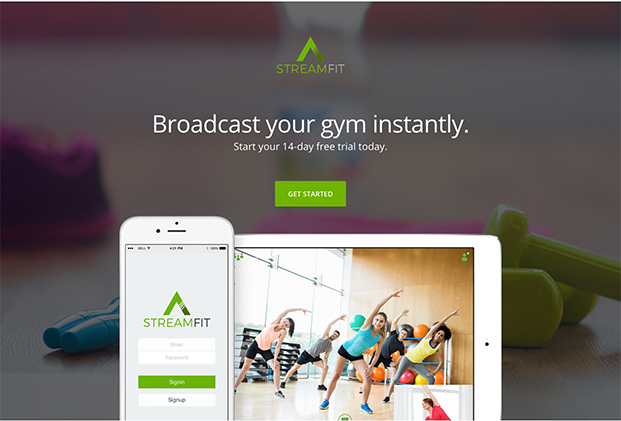 STREAMFIT
Broadcast your gym instantly.
Start your 14-day free trial today.
GET STARTED
BELL 4:21 PM
STREAMFIT
Email
Password
Signin
Signup